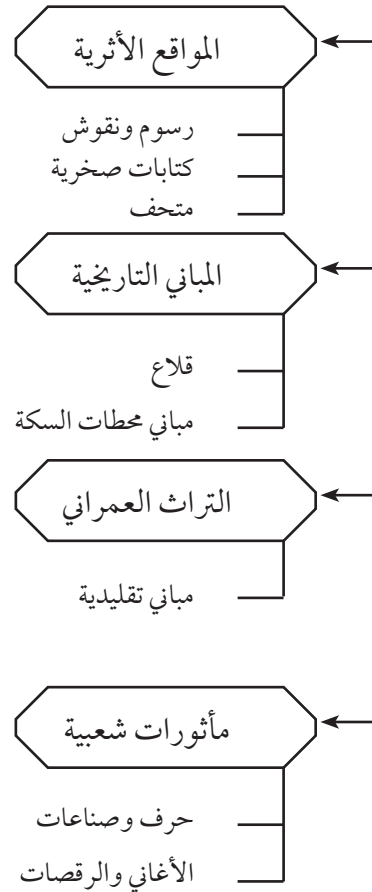 المواقع الأثرية
رسوم ونقوش
كتابات صخرية
متحف
المباني التاريخية
قلاع
مباني محطات السكة
التراث العمراني
مباني تقليدية
مأثورات شعبية
حرف وصناعات
الأغاني والرقصات